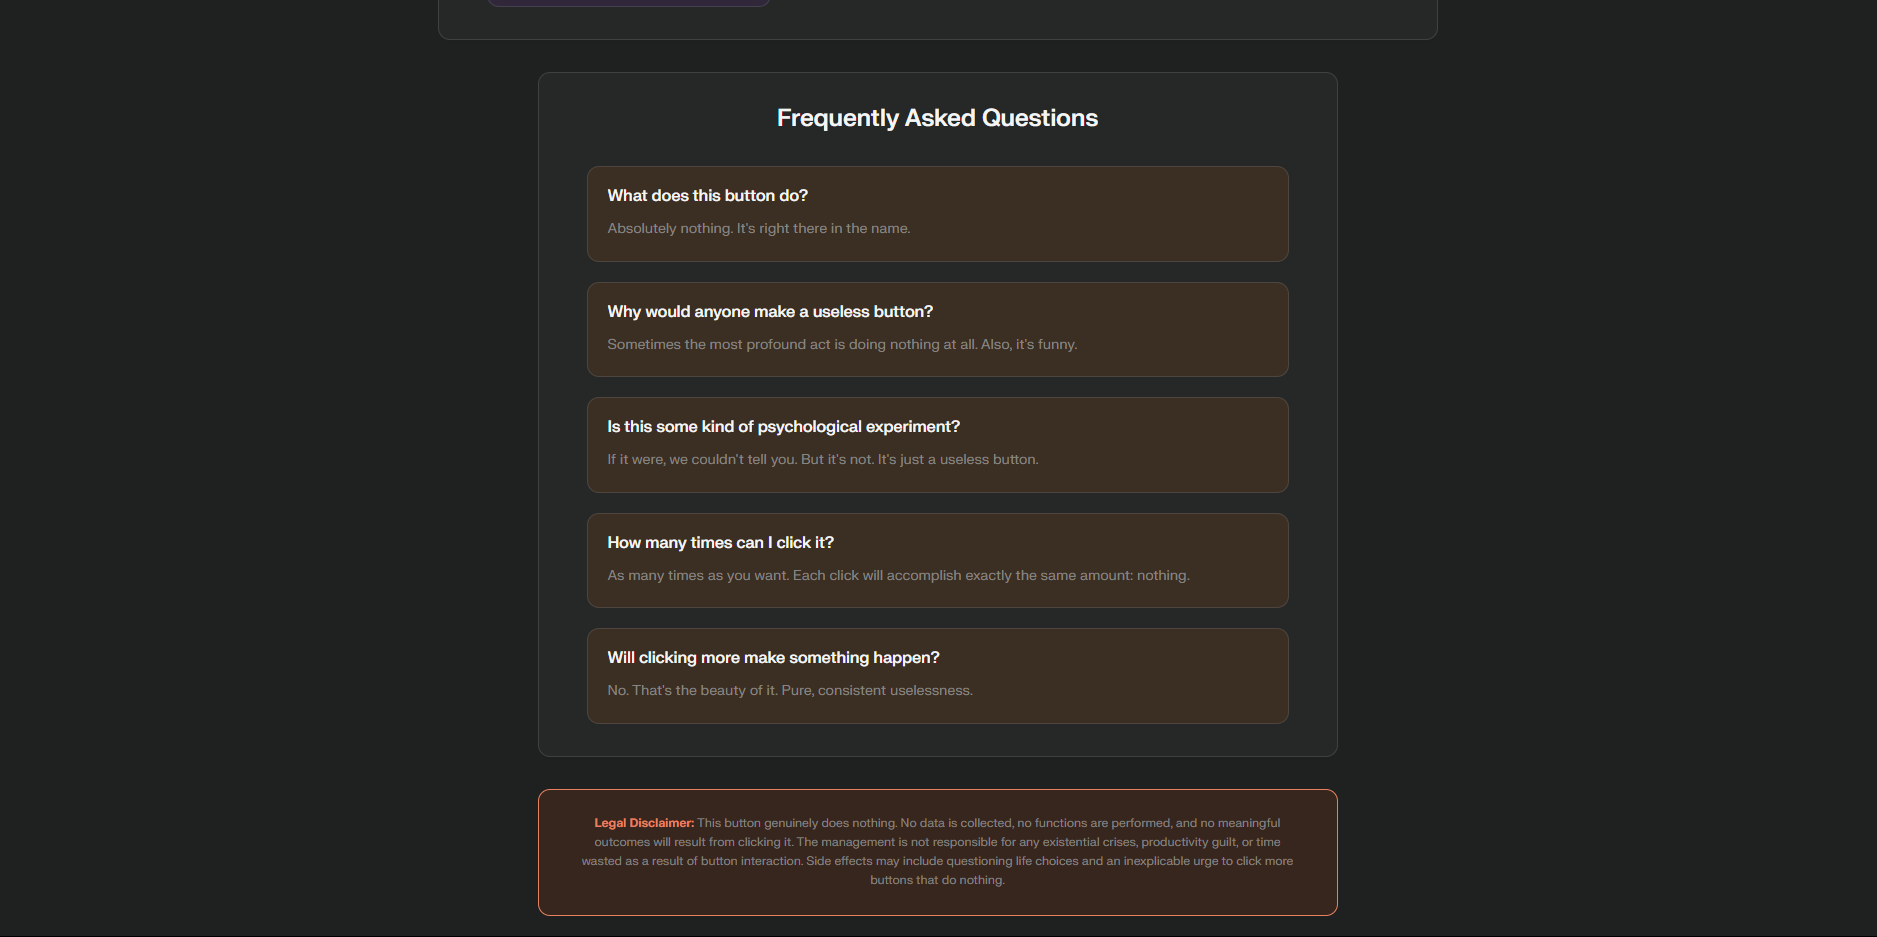 Frequently Asked Questions
What does this button do?
Absolutely nothing. It's right there in the name.
Why would anyone make a useless button?
Sometimes the most profound act is doing nothing at all. Also, it's funny.
Is this some kind of psychological experiment?
If it were, we couldn't tell you. But it's not. It's just a useless button.
How many times can I click it?
As many times as you want. Each click will accomplish exactly the same amount: nothing.
Will clicking more make something happen?
No. That's the beauty of it. Pure, consistent uselessness.
Legal Disclaimer: This button genuinely does nothing. No data is collected, no functions are performed, and no meaningful
outcomes will result from clicking it. The management is not responsible for any existential crises, productivity guilt, or time
wasted as a result of button interaction. Side effects may include questioning life choices and an inexplicable urge to click more
buttons that do nothing.